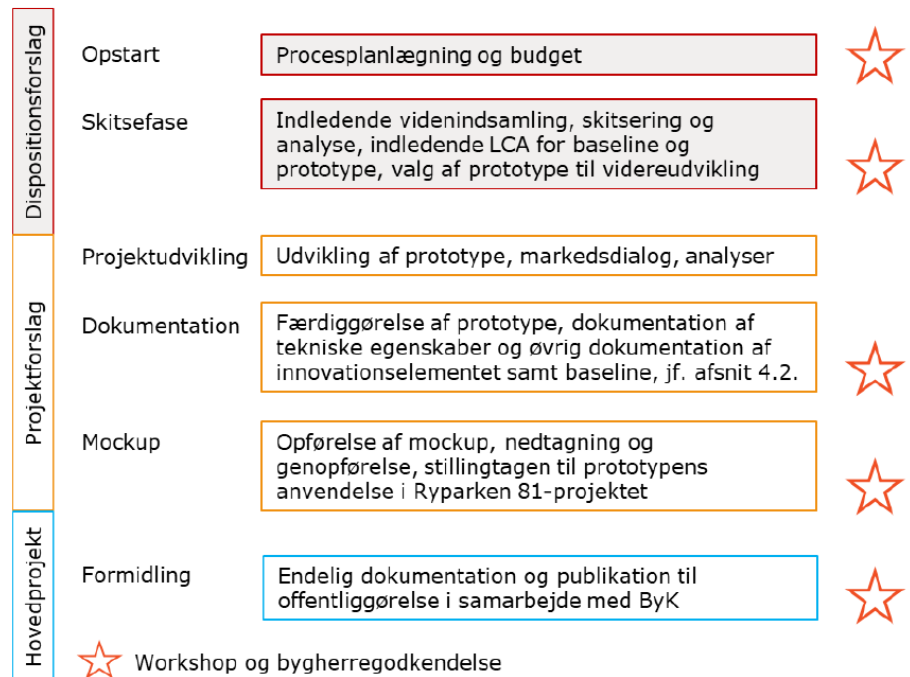 Dispositionsforslag
Opstart
Procesplanlægning og budget
Skitsefase
Indledende videnindsamling, skitsering og
analyse, indledende LCA for baseline og
prototype, valg af prototype til videreudvikling
Projektforslag
Projektudvikling
Udvikling af prototype, markedsdialog, analyser
Dokumentation
Færdiggørelse af prototype, dokumentation af
tekniske egenskaber og øvrig dokumentation af
innovationselementet samt baseline, jf. afsnit 4.2.
Mockup
Opførelse af mockup, nedtagning og
genopførelse, stillingtagen til prototypens
anvendelse i Ryparken 81-projektet
Hovedprojekt
Formidling
Endelig dokumentation og publikation til
offentliggørelse i samarbejde med ByK
Workshop og bygherregodkendelse